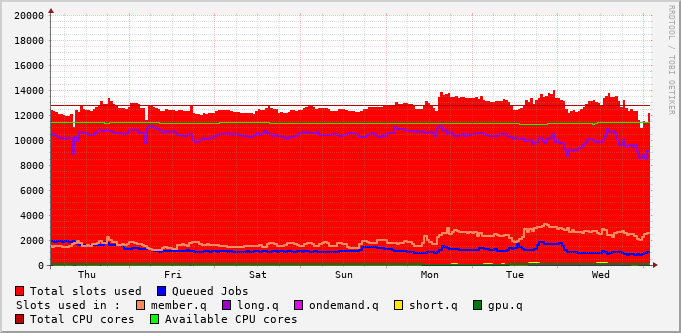 RRDTOOL / TOBI OETIKER
20000
18000
16000
14000
12000
10000
8000
6000
4000
2000
0
Thu Fri Sat Sun Mon Tue Wed
Total slots used Queued Jobs
Slots used in : member.q long.q ondemand.q short.q gpu.q
Total CPU cores Available CPU cores